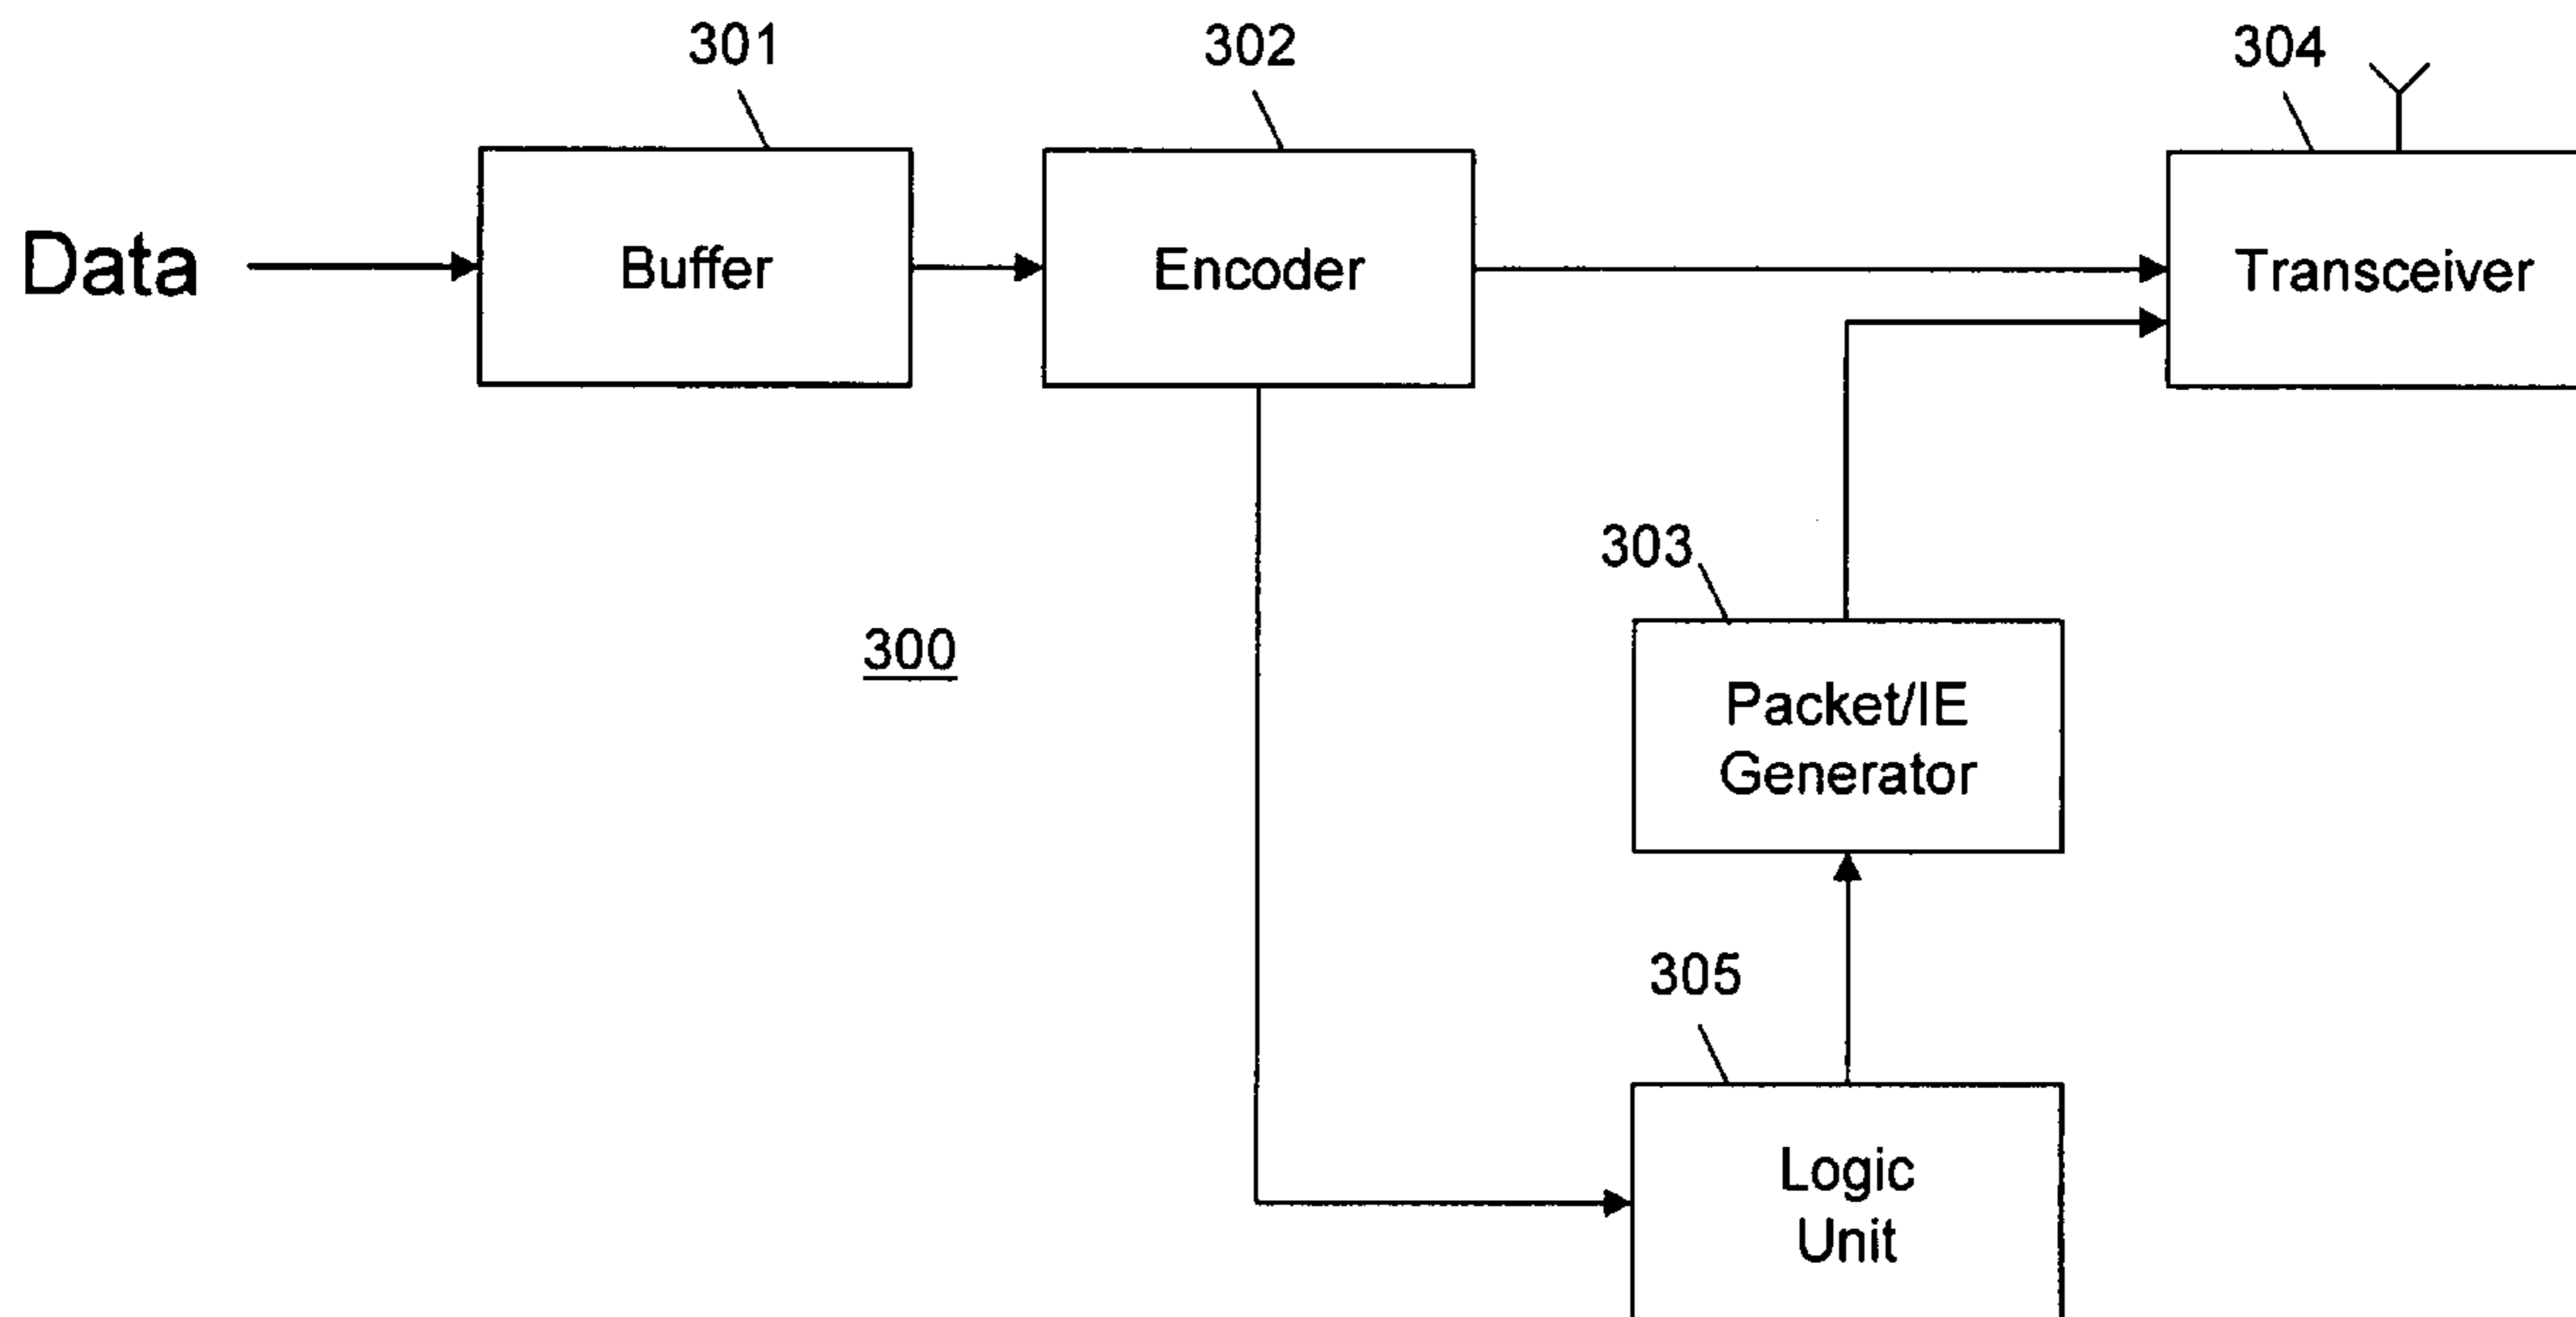 301
302
304
Data
Buffer
Encoder
Transceiver
303
300
Packet/IE
Generator
305
Logic
Unit